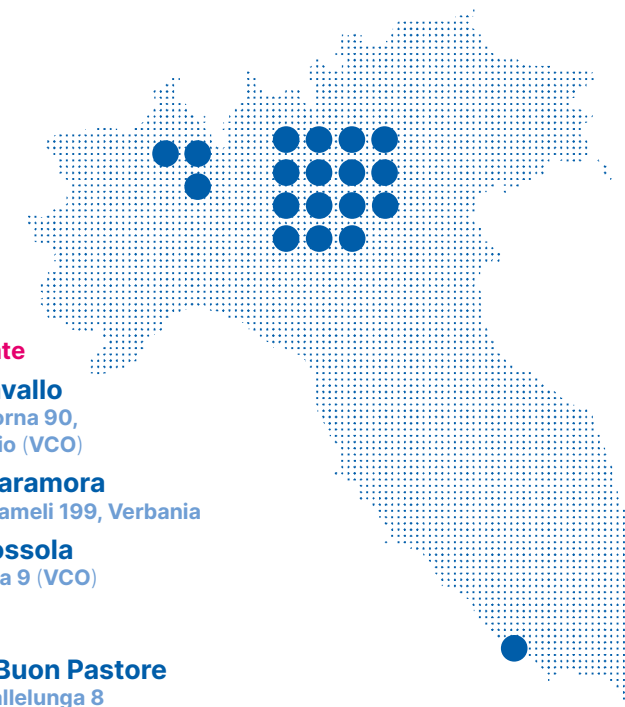 te
vallo
orna 90,
io (VCO)
aramora
ameli 199, Verbania
ossola
a 9 (VCO)
Buon Pastore
allelunga 8